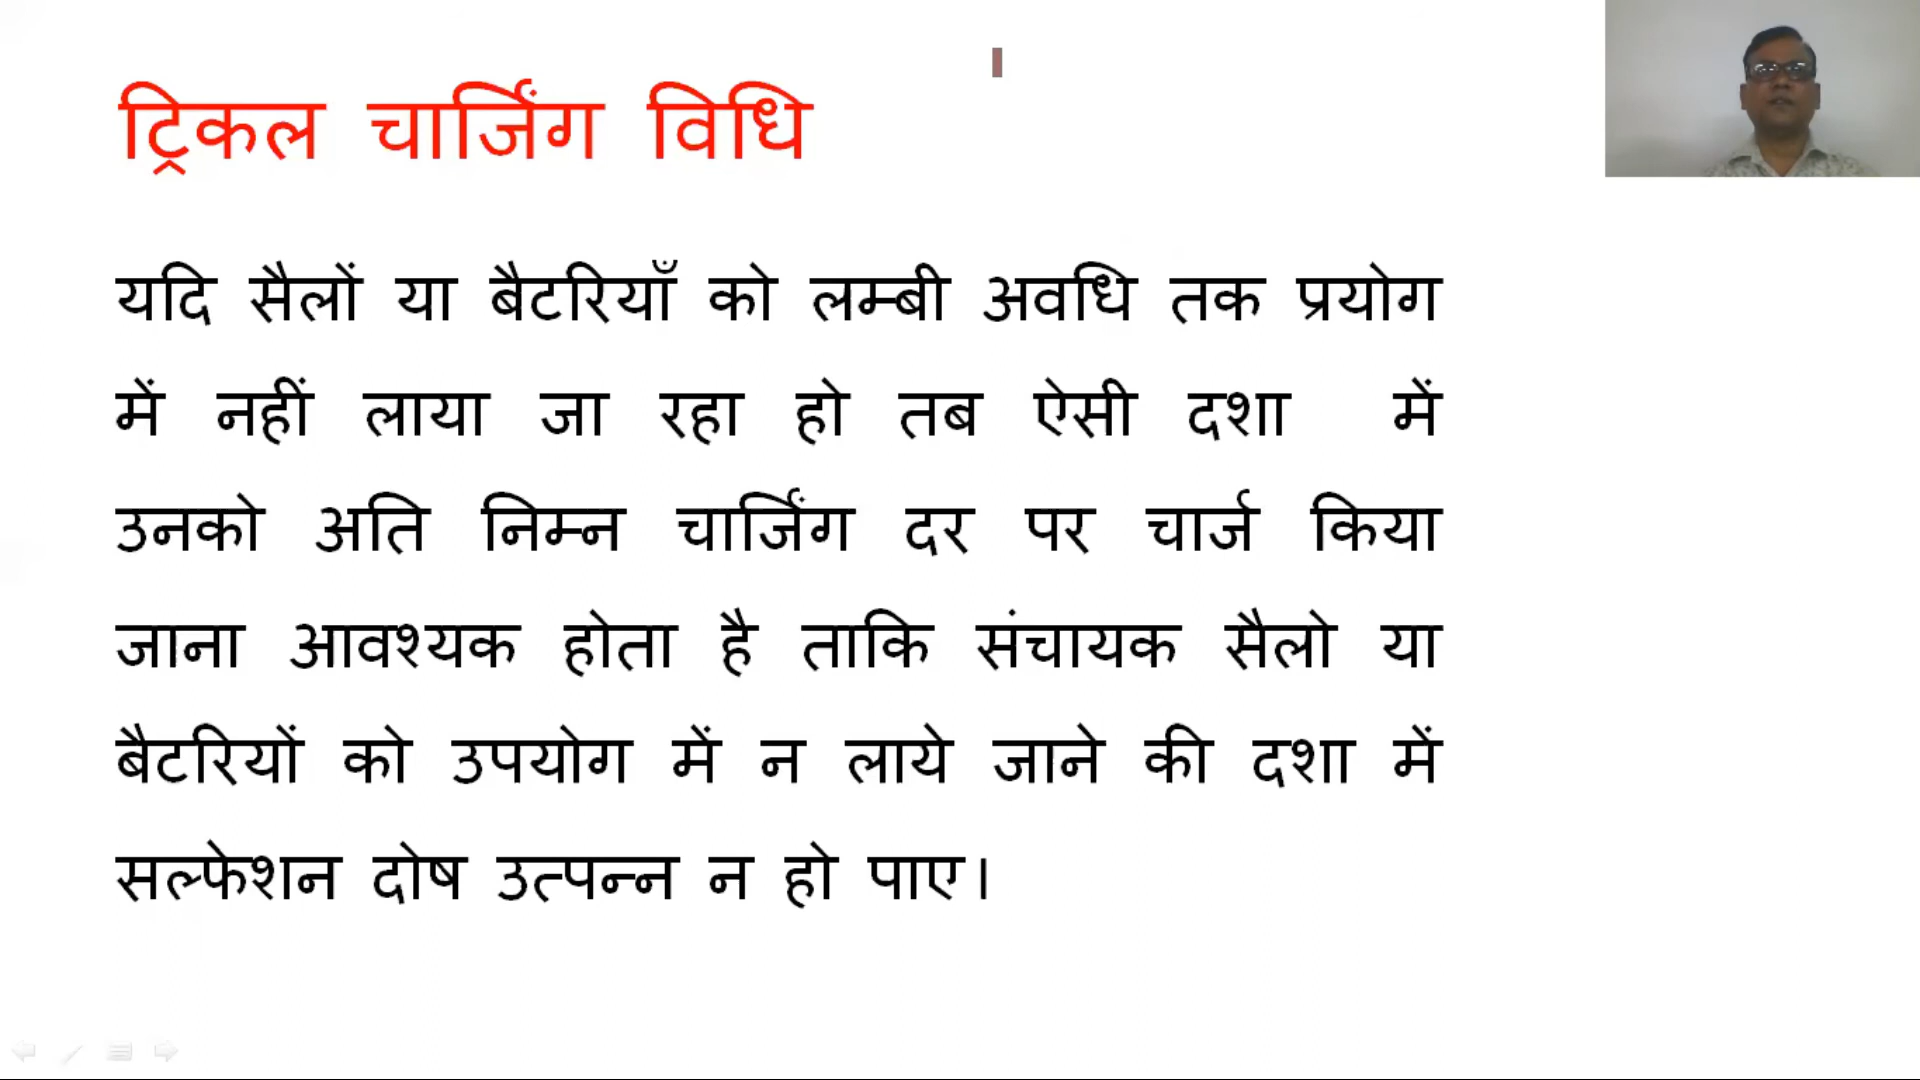 ट्रिकल चार्जिंग विधि
यदि सैलों या बैटरियाँ को लम्बी अवधि तक प्रयोग
में नहीं लाया जा रहा हो तब ऐसी दशा में
उनको अति निम्न चार्जिंग दर पर चार्ज किया
जाना आवश्यक होता है ताकि संचायक सैलो या
बैटरियों को उपयोग में न लाये जाने की दशा में
सल्फेशन दोष उत्पन्न न हो पाए।